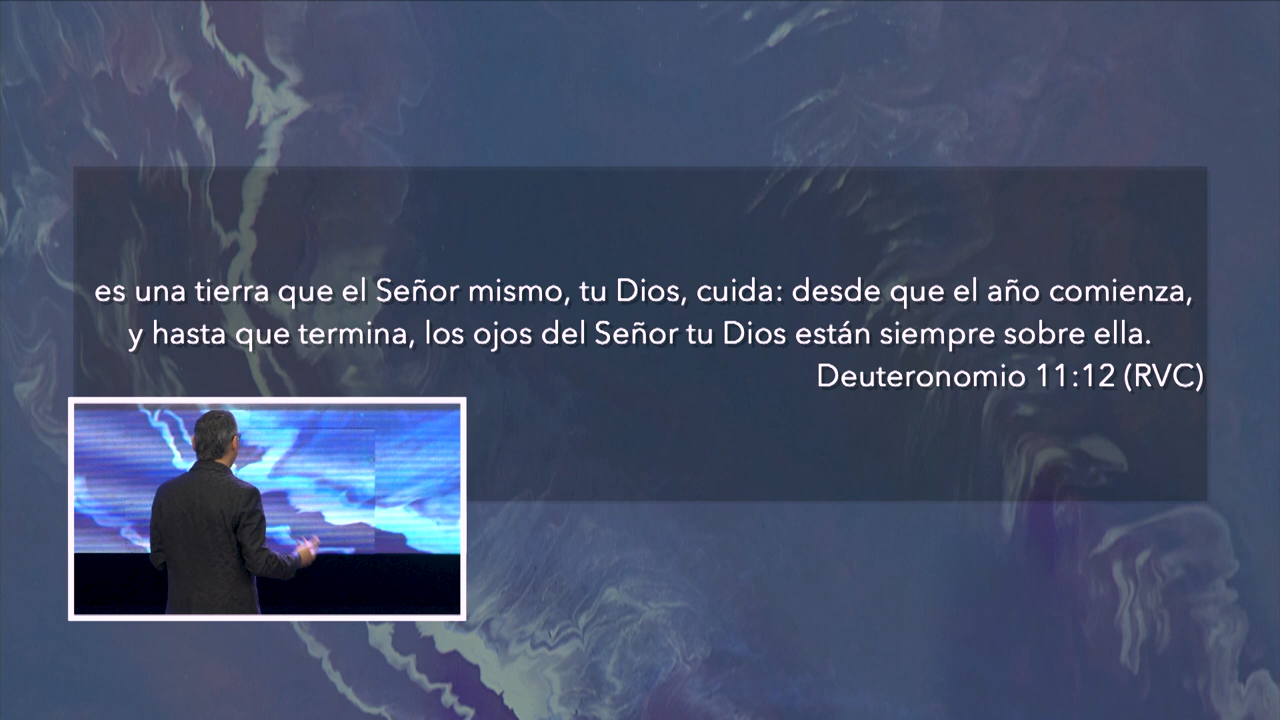 es una tierra que el Señor mismo, tu Dios, cuida: desde que el año comienza,
y hasta que termina, los ojos del Señor tu Dios están siempre sobre ella.
Deuteronomio 11:12 (RVC)